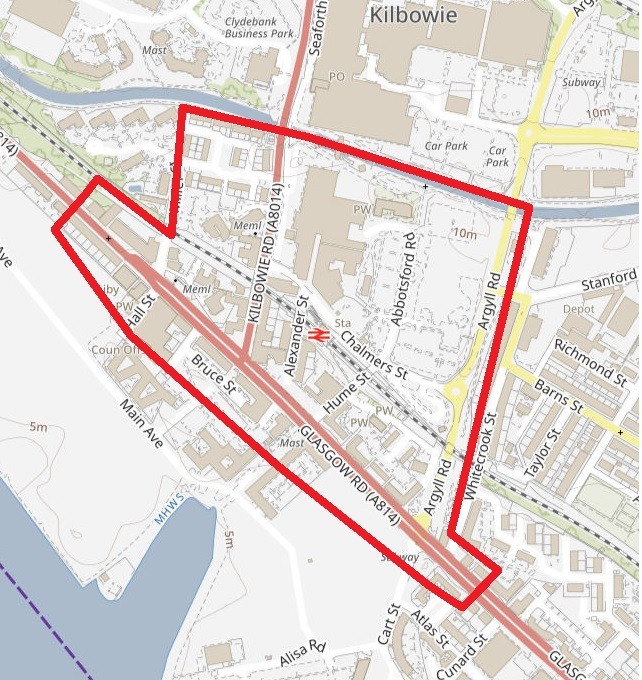 Kilbowie
Clydebank
Business Park
Seaforth
Mast
PO
Subway
10m
Car Park
Car
Park
A814)
KILBOWIE RD (A8014)
PW
Meml
10m
Abbotsford Rd
Argyll Rd
Stanford
Ave
Meml
PW
Hall St
Alexander St
Sta
Chalmers St
Depot
Richmond St
Coun Off
Bruce St
Hume St
Barns St
Main Ave
PW
PW
Taylor St
5m
Mast
GLASGOW RD (A814)
Argyll Rd
Whitecrook St
MHWS
5m
Subway
Cart St
Atlas St
Cunard St
Alisa Rd
GLASG